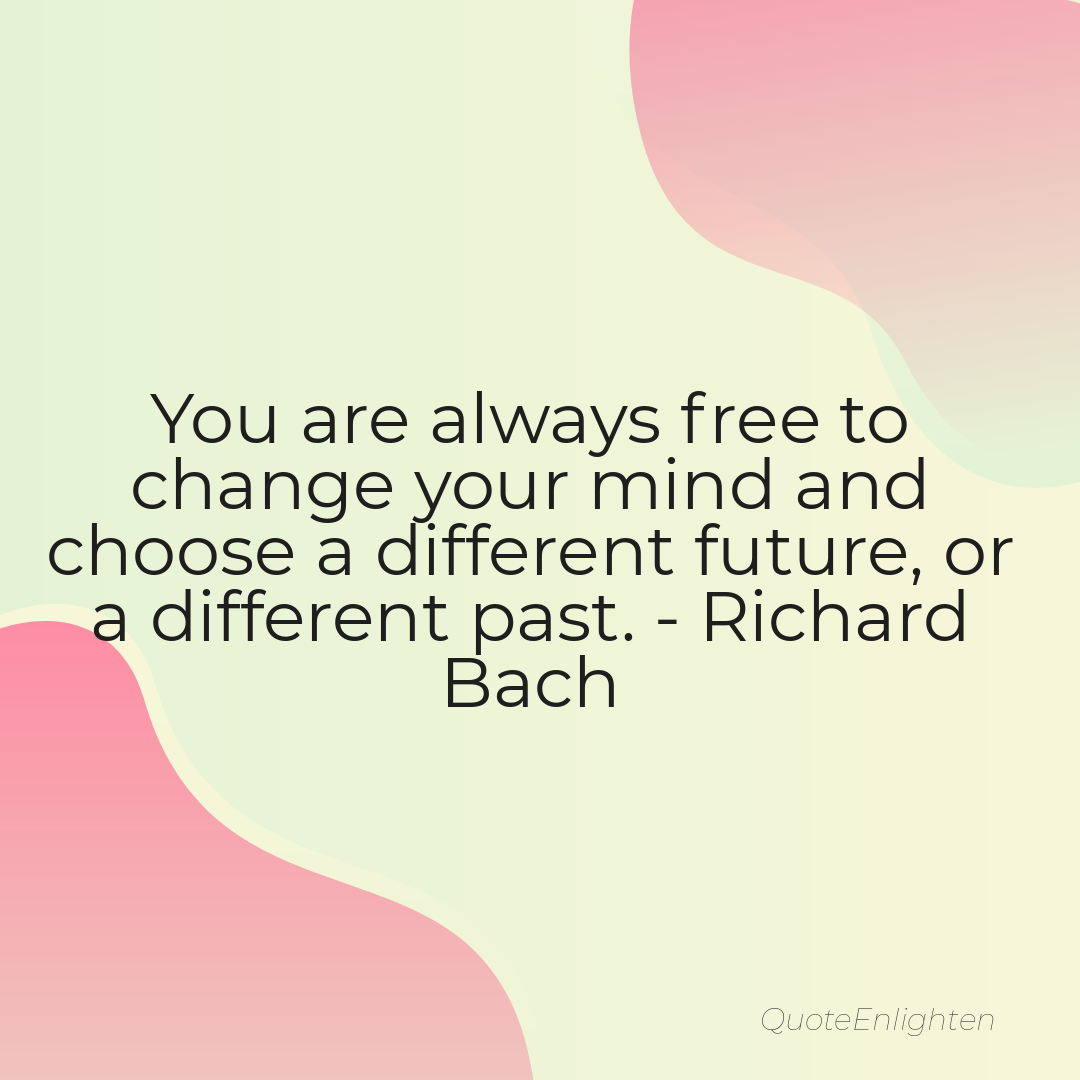 You are always free to
change your mind and
choose a different future, or
a different past. - Richard
Bach
QuoteEnlighten